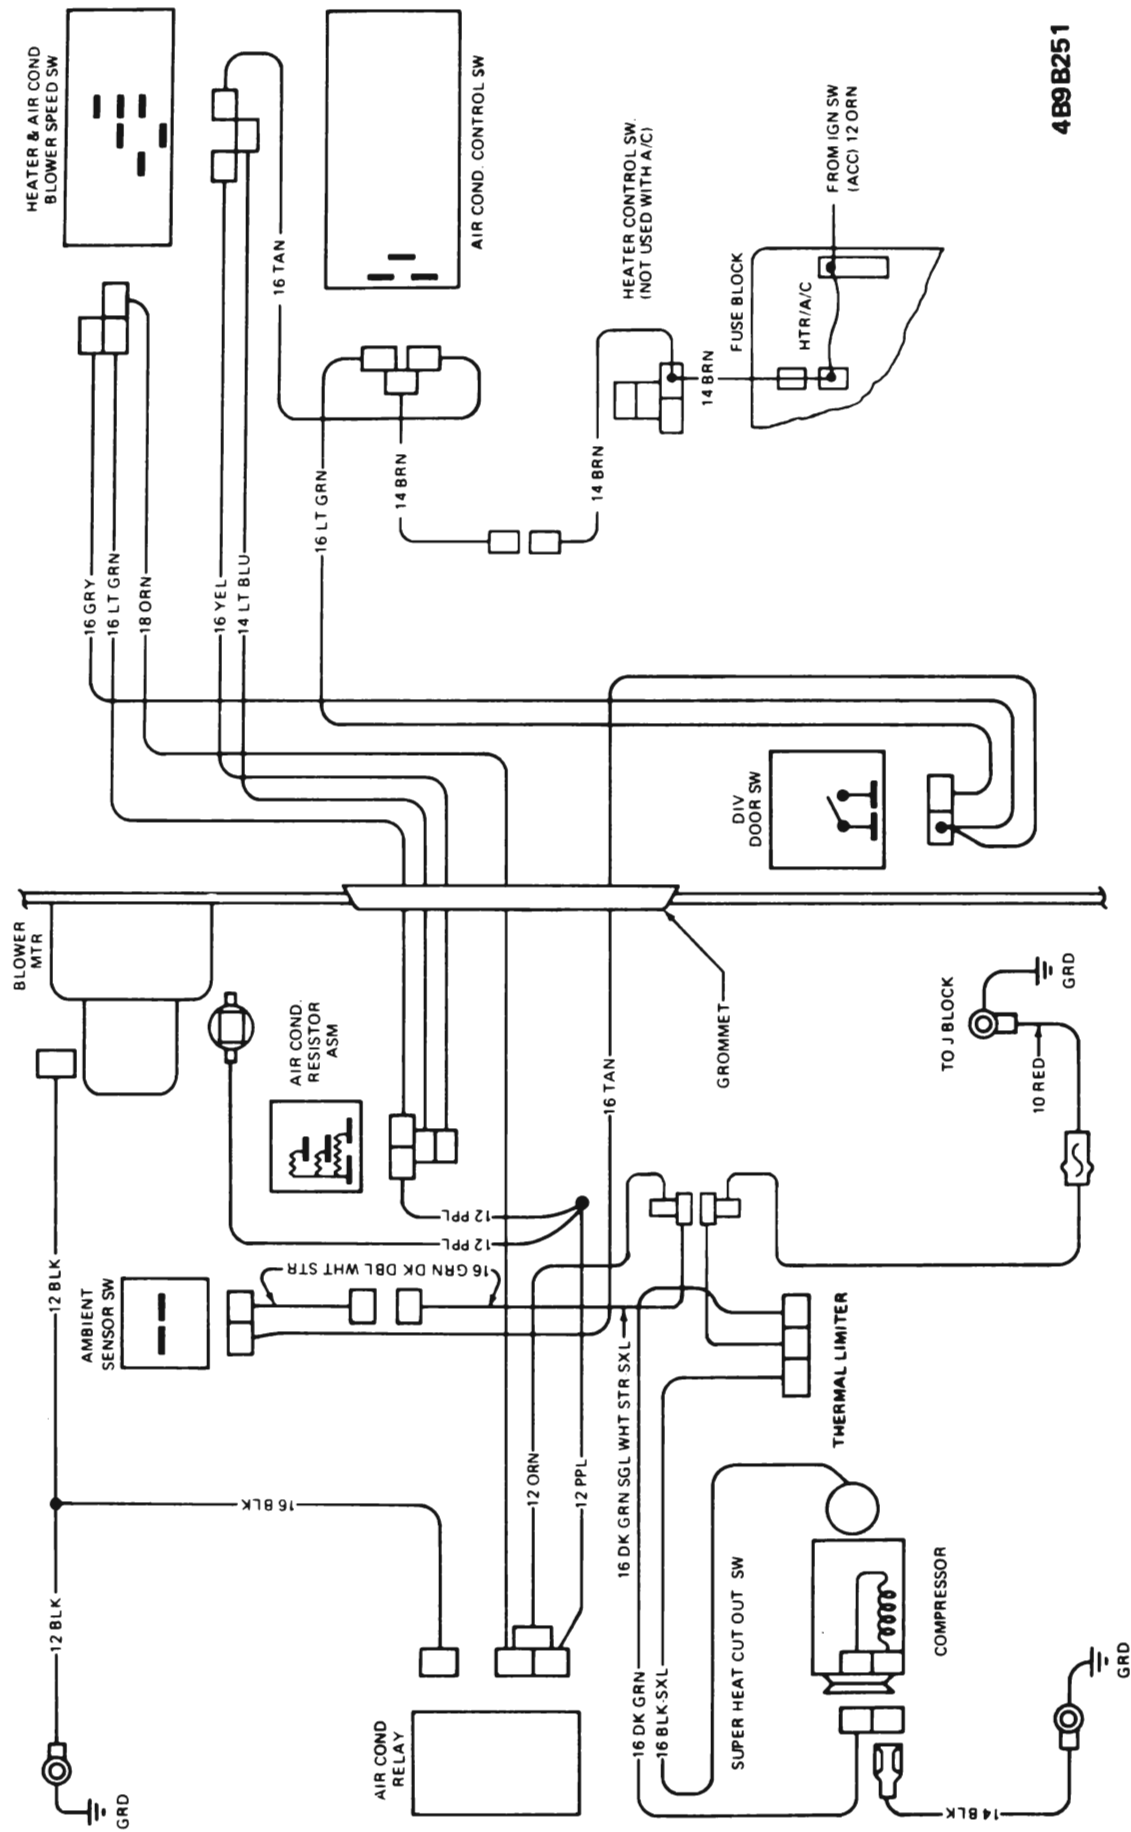 HEATER & AIR COND
BLOWER SPEED SW
AIR COND. CONTROL SW
4B9B251
16 TAN
HEATER CONTROL SW.
(NOT USED WITH A/C)
FROM IGN SW
(ACC) 12 ORN
FUSE BLOCK
HTR/A/C
14 BRN
14 BRN
14 BRN
16 LT GRN
16 GRY
16 LT GRN
18 ORN
16 YEL
14 LT BLU
DIV
DOOR SW
BLOWER
MTR
AIR COND.
RESISTOR
ASM
GROMMET
TO J BLOCK
GRD
10 RED
16 TAN
12 PPL
12 PPL
16 GRN DK DBL WHT STR
12 BLK
AMBIENT
SENSOR SW
THERMAL LIMITER
16 DK GRN SGL WHT STR SXL
12 ORN
12 PPL
16 BLK
12 BLK
SUPER HEAT CUT OUT SW
COMPRESSOR
16 DK GRN
16 BLK-SXL
AIR COND
RELAY
14 BLK
GRD
GRD